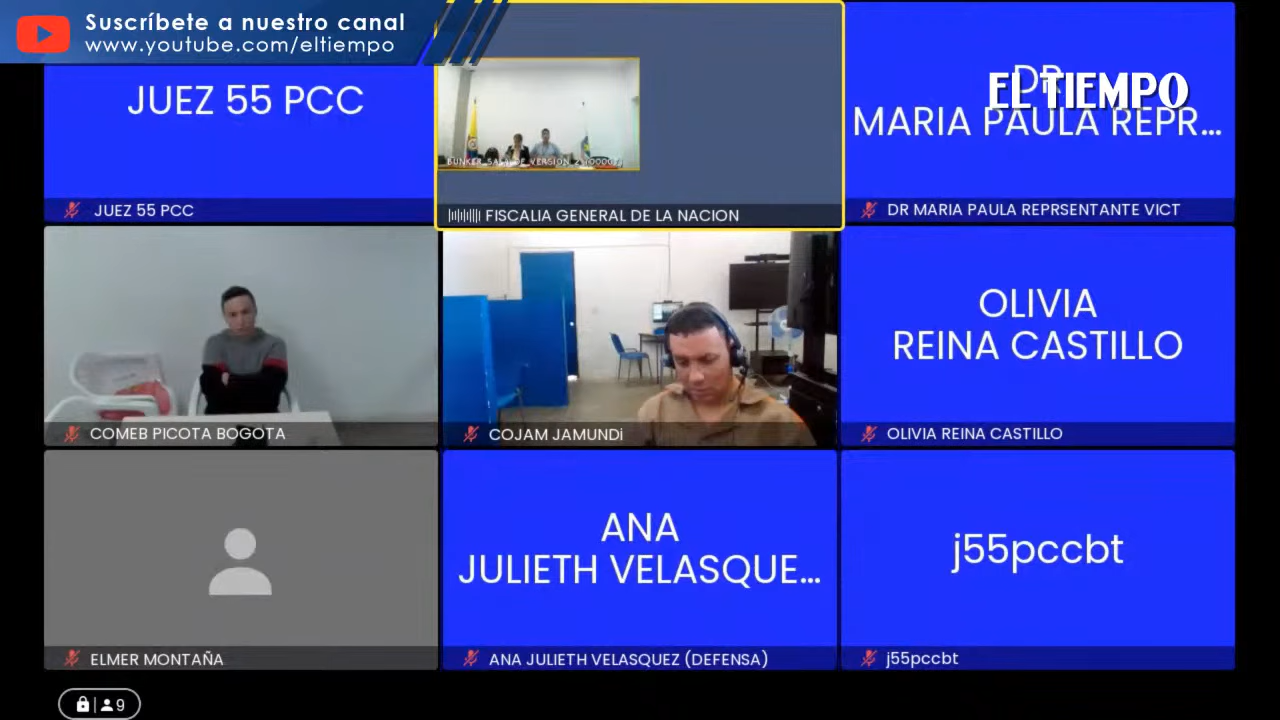 Suscríbete a nuestro canal
www.youtube.com/eltiempo
JUEZ 55 PCC
JUEZ 55 PCC
FISCALIA GENERAL DE LA NACION
DR
MARIA PAULA REPR...
EL TIEMPO
DR MARIA PAULA REPRSENTANTE VICT
COMEB PICOTA BOGOTA
COJAM JAMUNDi
OLIVIA
REINA CASTILLO
OLIVIA REINA CASTILLO
ELMER MONTAÑA
ANA
JULIETH VELASQUE...
ANA JULIETH VELASQUEZ (DEFENSA)
j55pccbt
j55pccbt
9